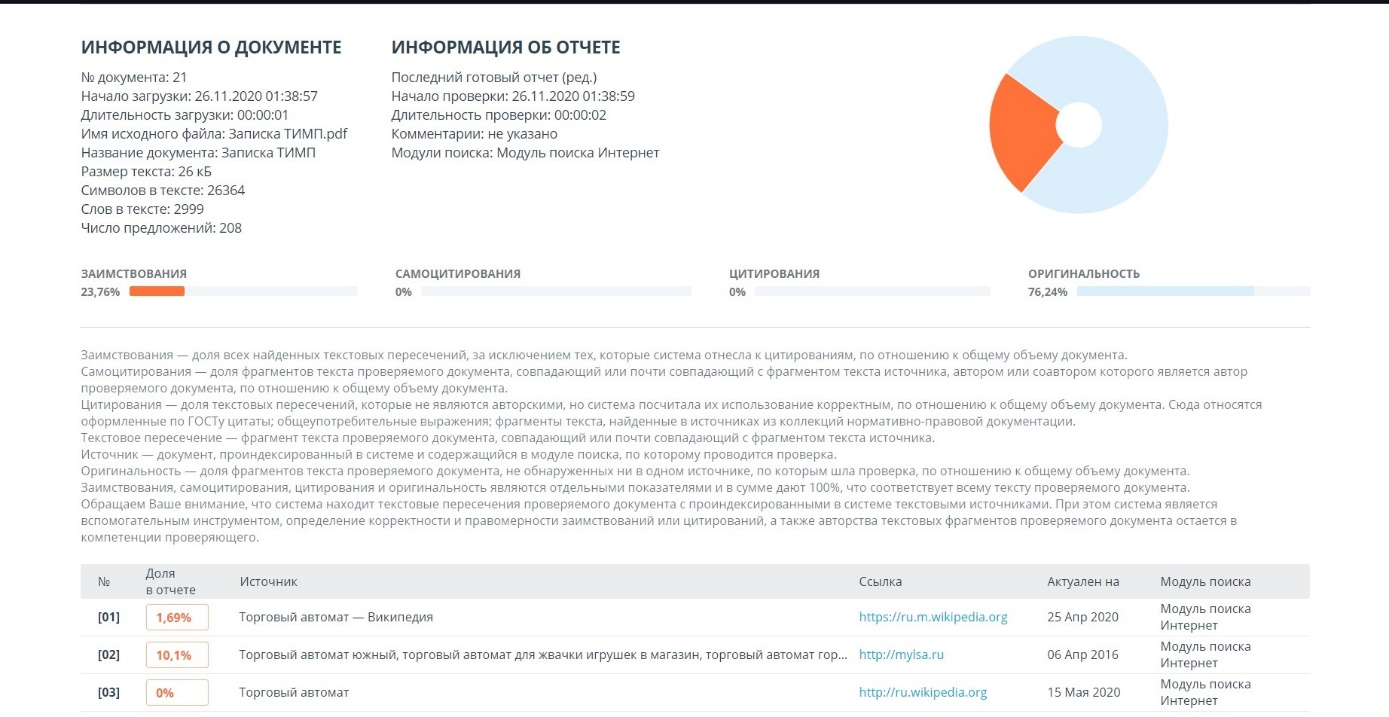 ИНФОРМАЦИЯ О ДОКУМЕНТЕ
№ документа: 21
Начало загрузки: 26.11.2020 01:38:57
Длительность загрузки: 00:00:01
Имя исходного файла: Записка ТИМП.pdf
Название документа: Записка ТИМП
Размер текста: 26 кБ
Символов в тексте: 26364
Слов в тексте: 2999
Число предложений: 208
ИНФОРМАЦИЯ ОБ ОТЧЕТЕ
Последний готовый отчет (ред.)
Начало проверки: 26.11.2020 01:38:59
Длительность проверки: 00:00:02
Комментарии: не указано
Модули поиска: Модуль поиска Интернет
ЗАИМСТВОВАНИЯ
23,76%
САМОЦИТИРОВАНИЯ
0%
ЦИТИРОВАНИЯ
0%
ОРИГИНАЛЬНОСТЬ
76,24%
Заимствования — доля всех найденных текстовых пересечений, за исключением тех, которые система отнесла к цитированиям, по отношению к общему объему документа.
Самоцитирования — доля фрагментов текста проверяемого документа, совпадающий или почти совпадающий с фрагментом текста источника, автором или соавтором которого является автор
проверяемого документа, по отношению к общему объему документа.
Цитирования — доля текстовых пересечений, которые не являются авторскими, но система посчитала их использование корректным, по отношению к общему объему документа. Сюда относятся
оформленные по ГОСТу цитаты; общеупотребительные выражения; фрагменты текста, найденные в источниках из коллекций нормативно-правовой документации.
Текстовое пересечение — фрагмент текста проверяемого документа, совпадающий или почти совпадающий с фрагментом текста источника.
Источник — документ, проиндексированный в системе и содержащийся в модуле поиска, по которому проводится проверка.
Оригинальность — доля фрагментов текста проверяемого документа, не обнаруженных ни в одном источнике, по которым шла проверка, по отношению к общему объему документа.
Заимствования, самоцитирования, цитирования и оригинальность являются отдельными показателями и в сумме дают 100%, что соответствует всему тексту проверяемого документа.
Обращаем Ваше внимание, что система находит текстовые пересечения проверяемого документа с проиндексированными в системе текстовыми источниками. При этом система является
вспомогательным инструментом, определение корректности и правомерности заимствований или цитирований, а также авторства текстовых фрагментов проверяемого документа остается в
компетенции проверяющего.
№ Доля в отчете Источник Ссылка Актуален на Модуль поиска
[01] 1,69% Торговый автомат — Википедия https://ru.m.wikipedia.org 25 Апр 2020 Модуль поиска Интернет
[02] 10,1% Торговый автомат южный, торговый автомат для жвачки игрушек в магазин, торговый автомат гор... http://mylsa.ru 06 Апр 2016 Модуль поиска Интернет
[03] 0% Торговый автомат http://ru.wikipedia.org 15 Мая 2020 Модуль поиска Интернет